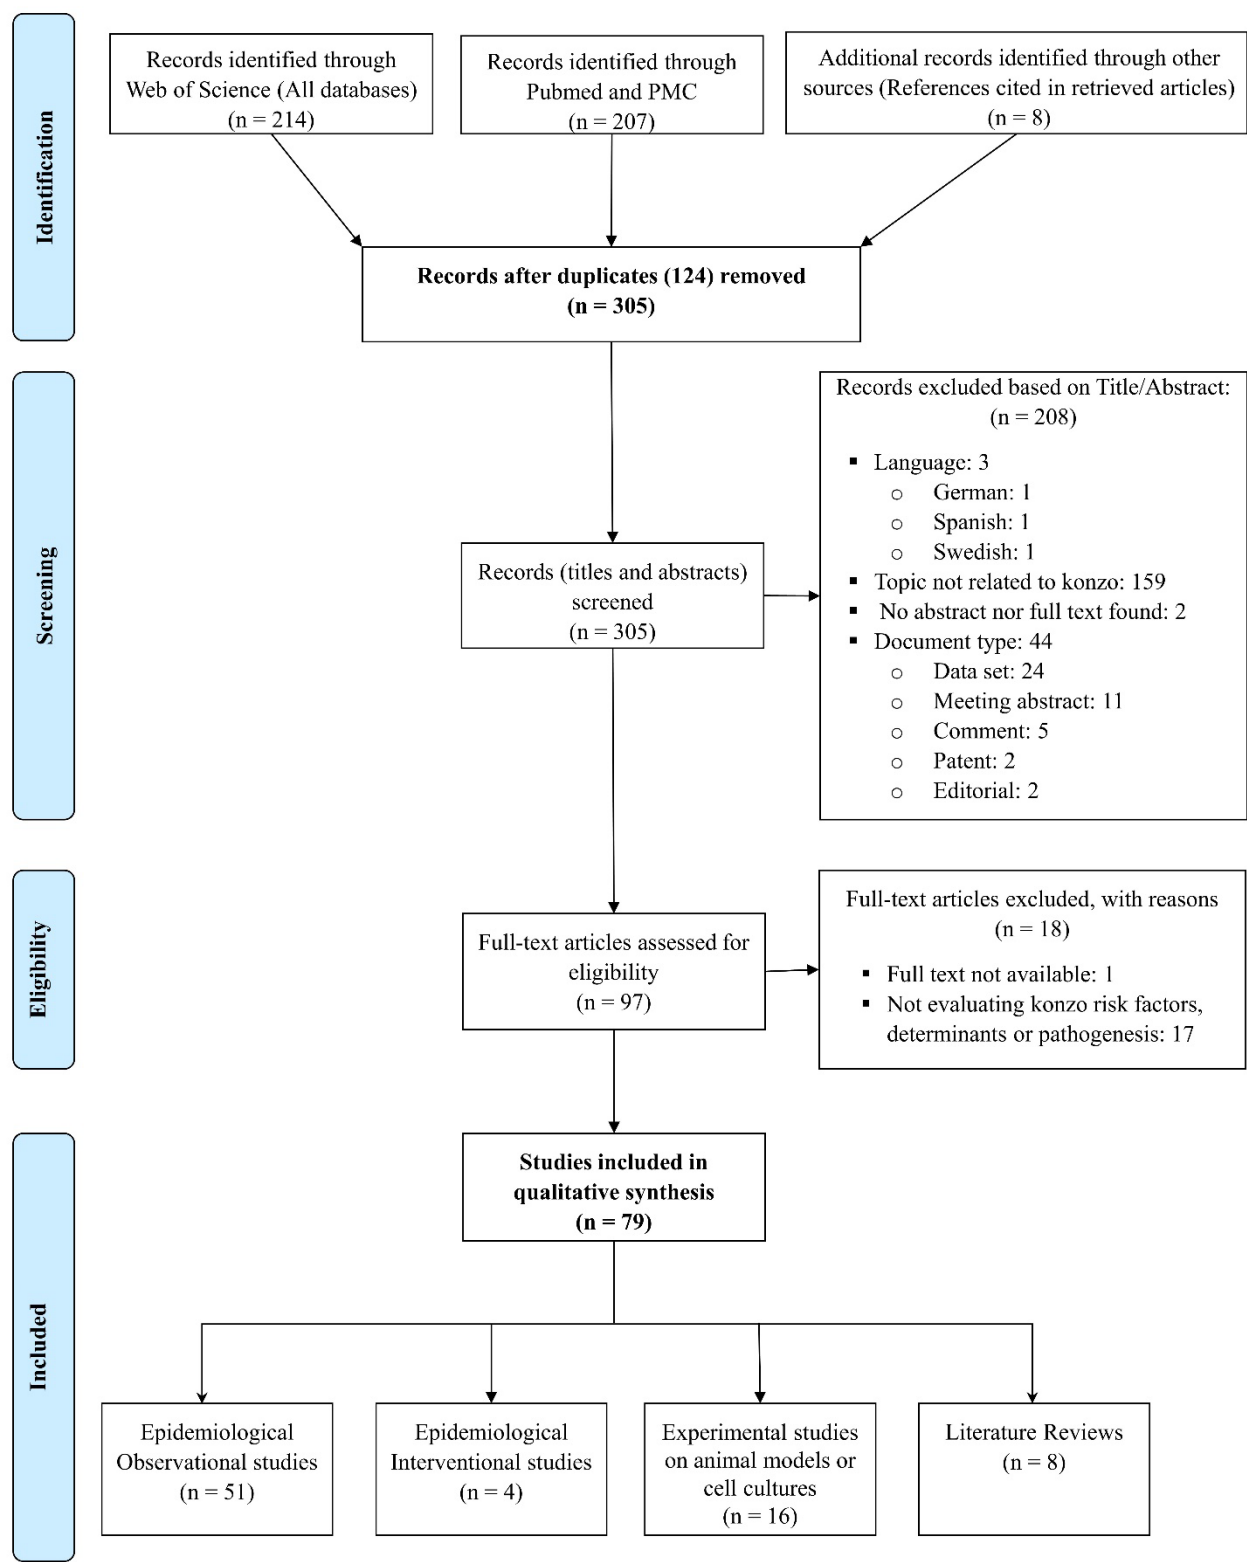 Identification
Records identified through
Web of Science (All databases)
(n = 214)
Records identified through
Pubmed and PMC
(n = 207)
Additional records identified through other
sources (References cited in retrieved articles)
(n = 8)
Records after duplicates (124) removed
(n = 305)
Screening
Records (titles and abstracts)
screened
(n = 305)
Records excluded based on Title/Abstract:
(n = 208)
▪ Language: 3
o German: 1
o Spanish: 1
o Swedish: 1
▪ Topic not related to konzo: 159
▪ No abstract nor full text found: 2
▪ Document type: 44
o Data set: 24
o Meeting abstract: 11
o Comment: 5
o Patent: 2
o Editorial: 2
Eligibility
Full-text articles assessed for
eligibility
(n = 97)
Full-text articles excluded, with reasons
(n = 18)
▪ Full text not available: 1
▪ Not evaluating konzo risk factors,
determinants or pathogenesis: 17
Included
Studies included in
qualitative synthesis
(n = 79)
Epidemiological
Observational studies
(n = 51)
Epidemiological
Interventional studies
(n = 4)
Experimental studies
on animal models or
cell cultures
(n = 16)
Literature Reviews
(n = 8)